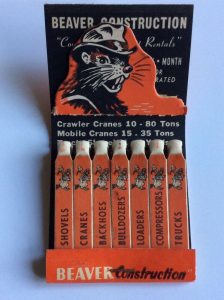 BEAVER CONSTRUCTION
Rentals"
MONTH
OR
RATED
Crawler Cranes 10 - 80 Tons
Mobile Cranes 15 - 35 Tons
SHOVELS
CRANES
BACKHOES
BULLDOZERS
LOADERS
COMPRESSORS
TRUCKS
BEAVER Construction